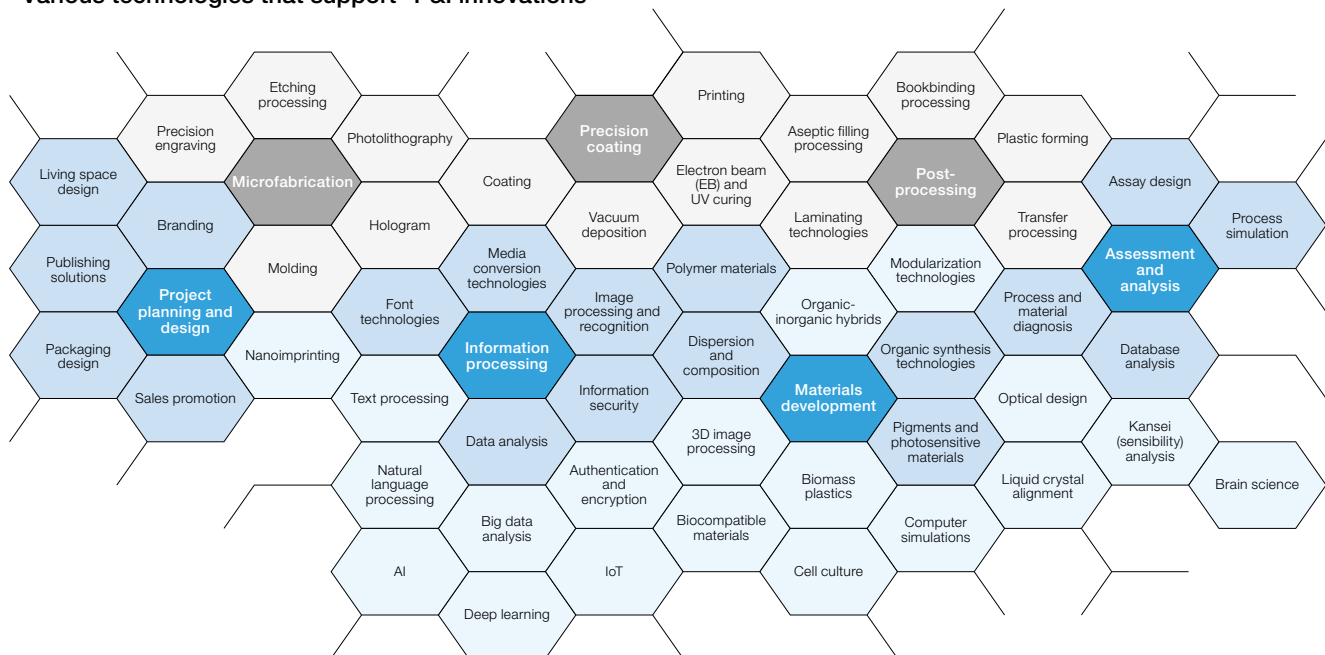 Various technologies that support "P&I innovations"
Etching
processing
Printing
Bookbinding
processing
Precision
engraving
Photolithography
Precision
coating
Aseptic filling
processing
Plastic forming
Living space
design
Microfabrication
Coating
Electron beam
(EB) and
UV curing
Post-
processing
Assay design
Branding
Hologram
Vacuum
deposition
Laminating
technologies
Transfer
processing
Process
simulation
Publishing
solutions
Molding
Media
conversion
technologies
Polymer materials
Modularization
technologies
Assessment
and
analysis
Project
planning and
design
Font
technologies
Image
processing and
recognition
Organic-
inorganic hybrids
Process and
material
diagnosis
Packaging
design
Nanoimprinting
Information
processing
Dispersion
and
composition
Organic synthesis
technologies
Database
analysis
Sales promotion
Text processing
Information
security
Materials
development
Optical design
Data analysis
3D image
processing
Pigments and
photosensitive
materials
Kansei
(sensibility)
analysis
Natural
language
processing
Authentication
and
encryption
Biomass
plastics
Liquid crystal
alignment
Brain science
Big data
analysis
Biocompatible
materials
Computer
simulations
AI
IoT
Cell culture
Deep learning